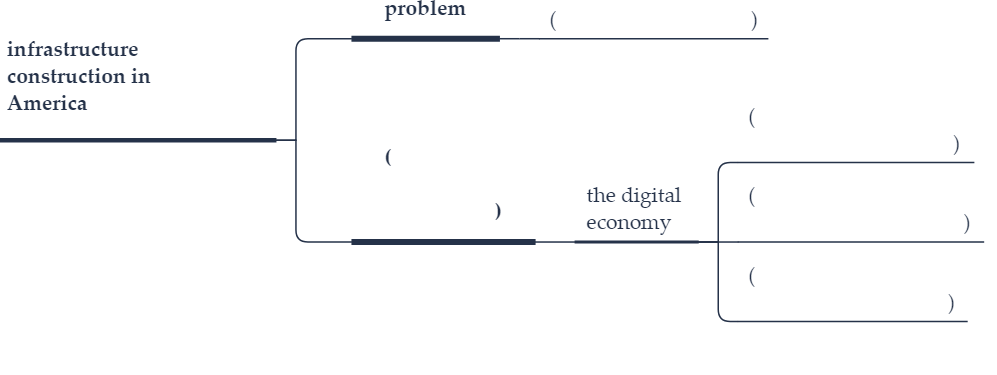 problem
(                    )
infrastructure
construction in
America
(
)
the digital
economy
(
)
(
)
(
)